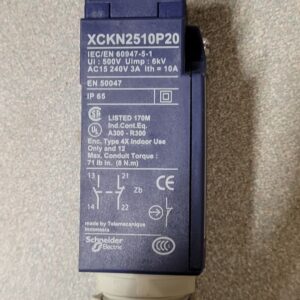 XCKN2510P20
IEC/EN 60947-5-1
Ui : 500V Uimp : 6kV
AC15 240V 3A Ith = 10A
EN 50047
IP 65
LISTED 170M
Ind.Cont.Eq.
A300 - R300
Enc. Type 4X Indoor Use
Only and 12
Max. Conduit Torque :
71 lb.in. (8 N.m)
13 21
Zb
14 22
CE
CCC
made by Telemecanique
Indonesia
Schneider
Electric